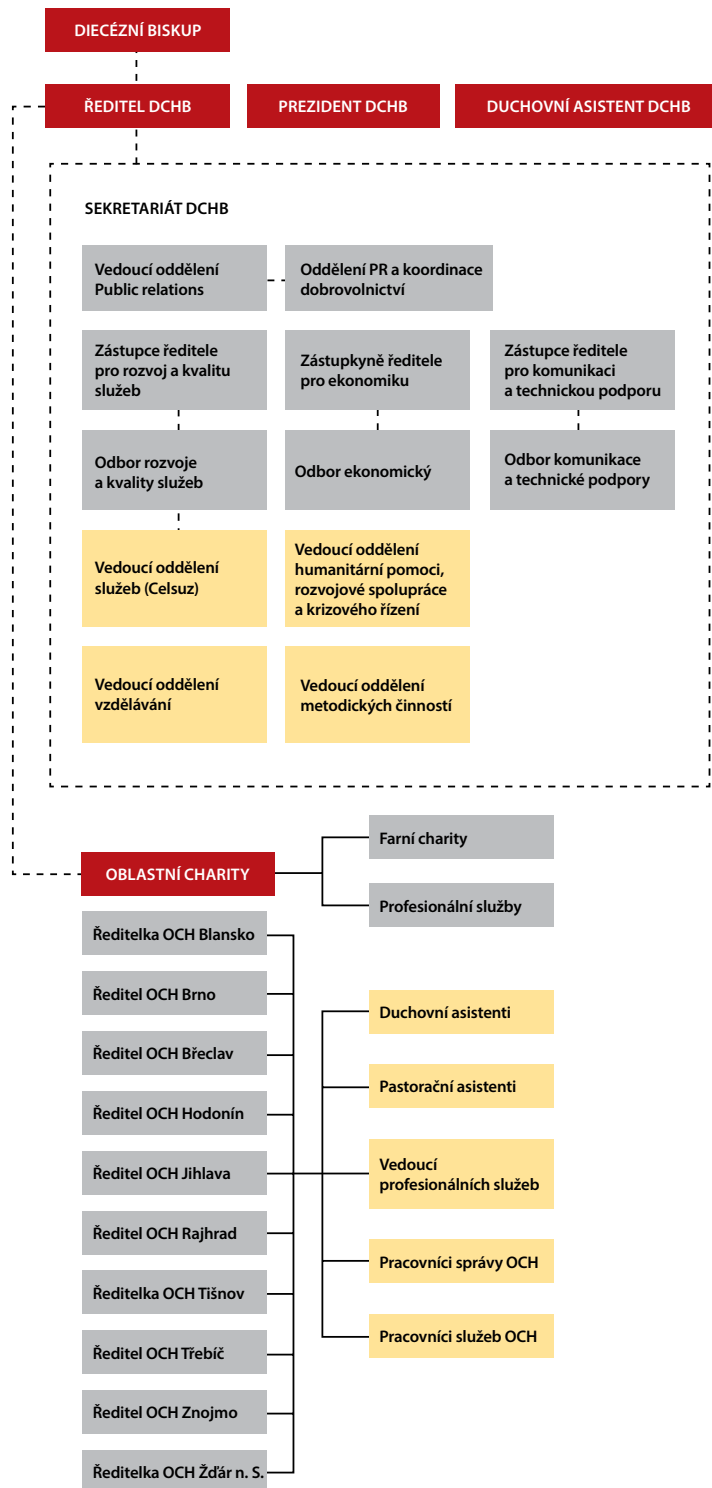 DIECÉZNÍ BISKUP
ŘEDITEL DCHB
PREZIDENT DCHB
DUCHOVNÍ ASISTENT DCHB
SEKRETARIÁT DCHB
Vedoucí oddělení
Public relations
Oddělení PR a koordinace
dobrovolnictví
Zástupce ředitele
pro rozvoj a kvalitu
služeb
Zástupkyně ředitele
pro ekonomiku
Zástupce ředitele
pro komunikaci
a technickou podporu
Odbor rozvoje
a kvality služeb
Odbor ekonomický
Odbor komunikace
a technické podpory
Vedoucí oddělení
služeb (Celsuz)
Vedoucí oddělení
humanitární pomoci,
rozvojové spolupráce
a krizového řízení
Vedoucí oddělení
vzdělávání
Vedoucí oddělení
metodických činností
OBLASTNÍ CHARITY
Farní charity
Profesionální služby
Ředitelka OCH Blansko
Ředitel OCH Brno
Ředitel OCH Břeclav
Ředitel OCH Hodonín
Ředitel OCH Jihlava
Ředitel OCH Rajhrad
Ředitelka OCH Tišnov
Ředitel OCH Třebíč
Ředitel OCH Znojmo
Ředitelka OCH Žďár n. S.
Duchovní asistenti
Pastorační asistenti
Vedoucí
profesionálních služeb
Pracovníci správy OCH
Pracovníci služeb OCH